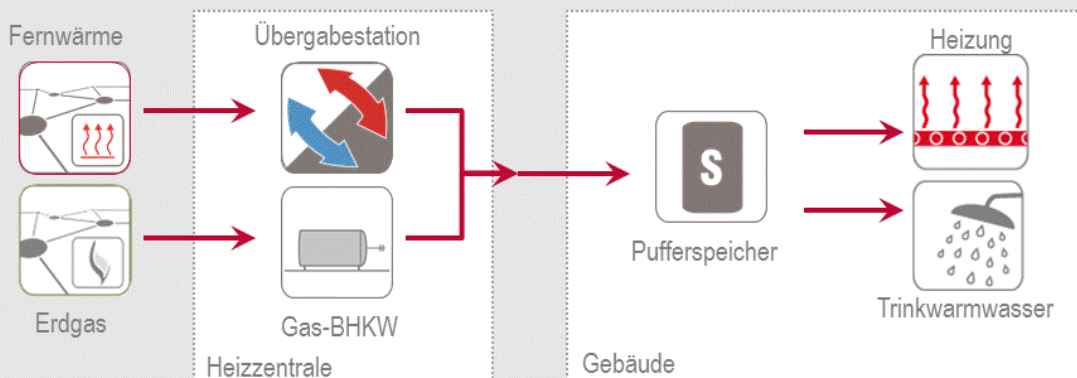 Fernwärme
Übergabestation
Heizung
S
Pufferspeicher
Trinkwarmwasser
Erdgas
Gas-BHKW
Heizzentrale
Gebäude